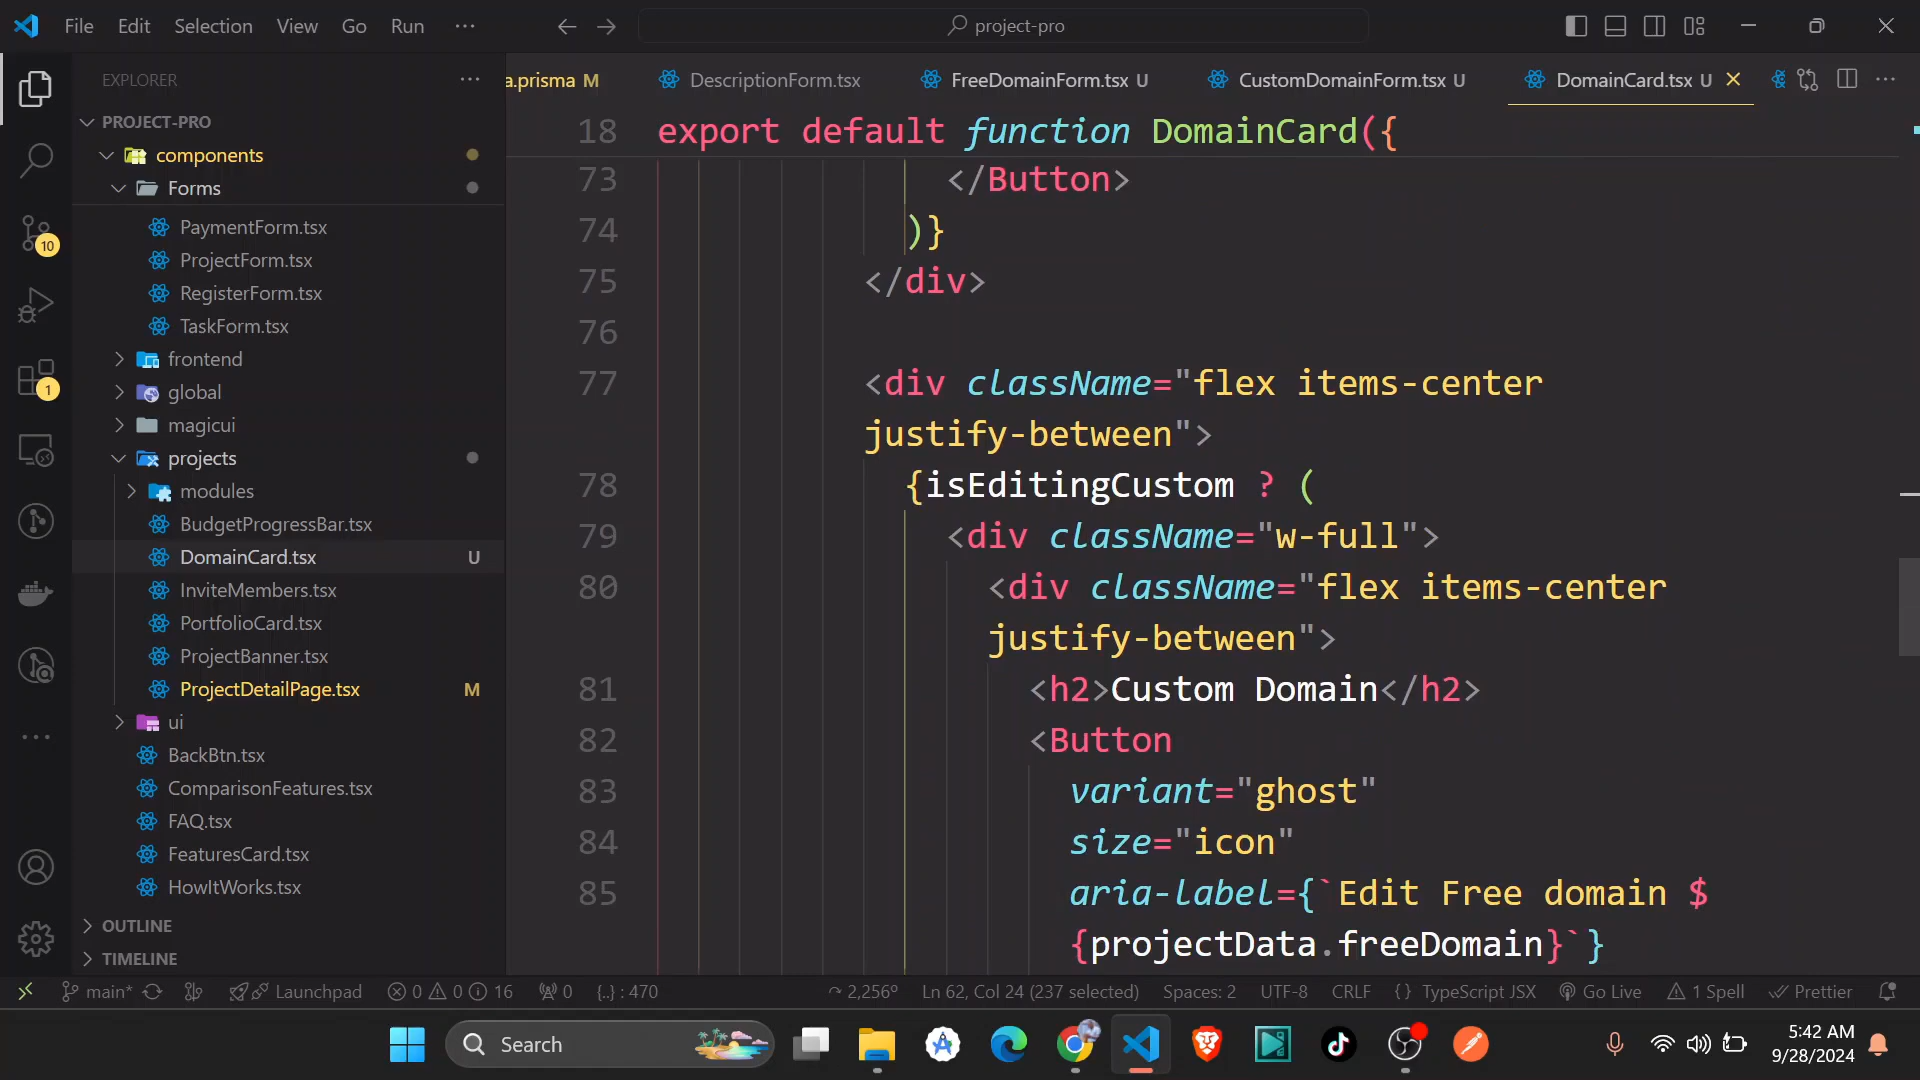 File Edit Selection View Go Run ··· project-pro
EXPLORER
PROJECT-PRO
components
Forms
PaymentForm.tsx
ProjectForm.tsx
RegisterForm.tsx
TaskForm.tsx
frontend
global
magicui
projects
modules
BudgetProgressBar.tsx
DomainCard.tsx U
InviteMembers.tsx
PortfolioCard.tsx
ProjectBanner.tsx
ProjectDetailPage.tsx M
ui
BackBtn.tsx
ComparisonFeatures.tsx
FAQ.tsx
FeaturesCard.tsx
HowItWorks.tsx
OUTLINE
TIMELINE
10
1
a.prisma M DescriptionForm.tsx FreeDomainForm.tsx U CustomDomainForm.tsx U DomainCard.tsx U
18 export default function DomainCard({
73 </Button>
74 )}
75 </div>
76
77 <div className="flex items-center
justify-between">
78 {isEditingCustom ? (
79 <div className="w-full">
80 <div className="flex items-center
justify-between">
81 <h2>Custom Domain</h2>
82 <Button
83 variant="ghost"
84 size="icon"
85 aria-label={`Edit Free domain $
{projectData.freeDomain}`}
main* Launchpad 0 0 16 0 {..} : 470 2,256° Ln 62, Col 24 (237 selected) Spaces: 2 UTF-8 CRLF {} TypeScript JSX Go Live 1 Spell Prettier
Search
5:42 AM
9/28/2024